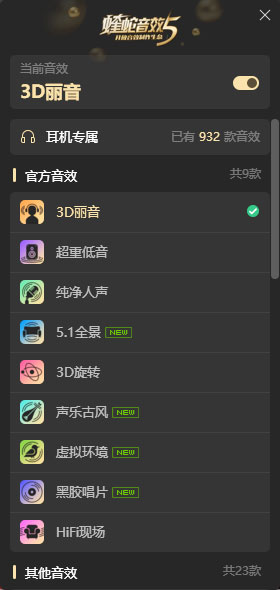 蝰蛇音效5
开放音效制作生态
当前音效
3D丽音
耳机专属 已有 932 款音效
官方音效 共9款
3D丽音
超重低音
纯净人声
5.1全景 NEW
3D旋转
声乐古风 NEW
虚拟环境 NEW
黑胶唱片 NEW
HiFi现场
其他音效 共23款